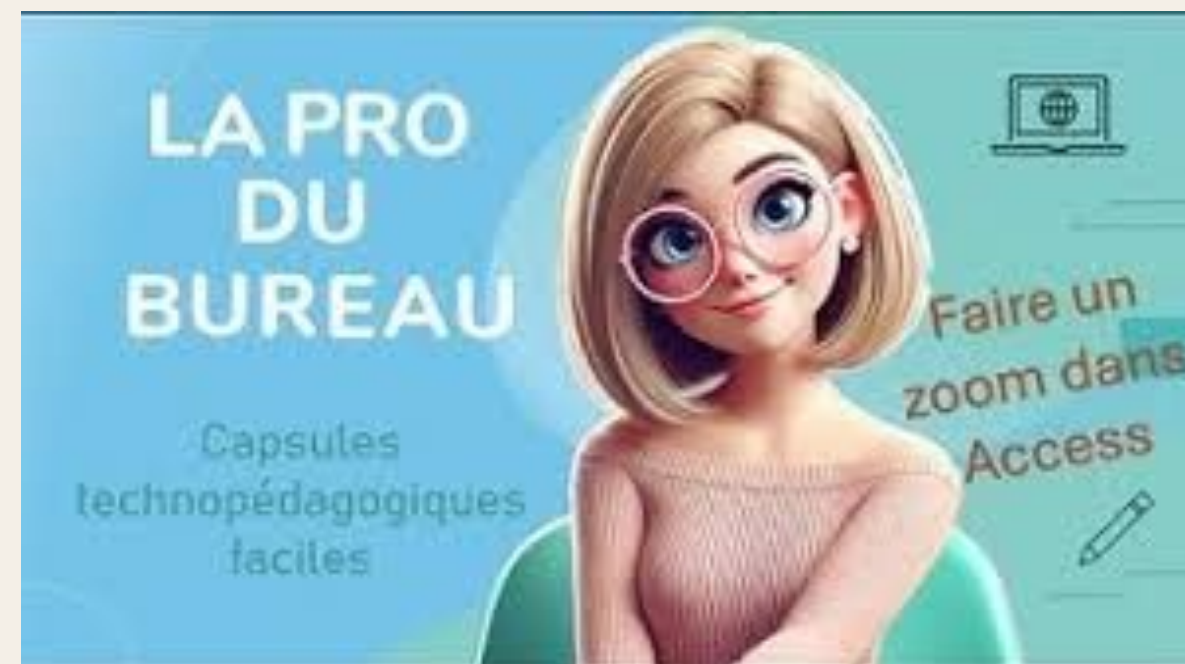 LA PRO
DU
BUREAU
Capsules
technopédagogiques
faciles
Faire un
zoom dans
Access